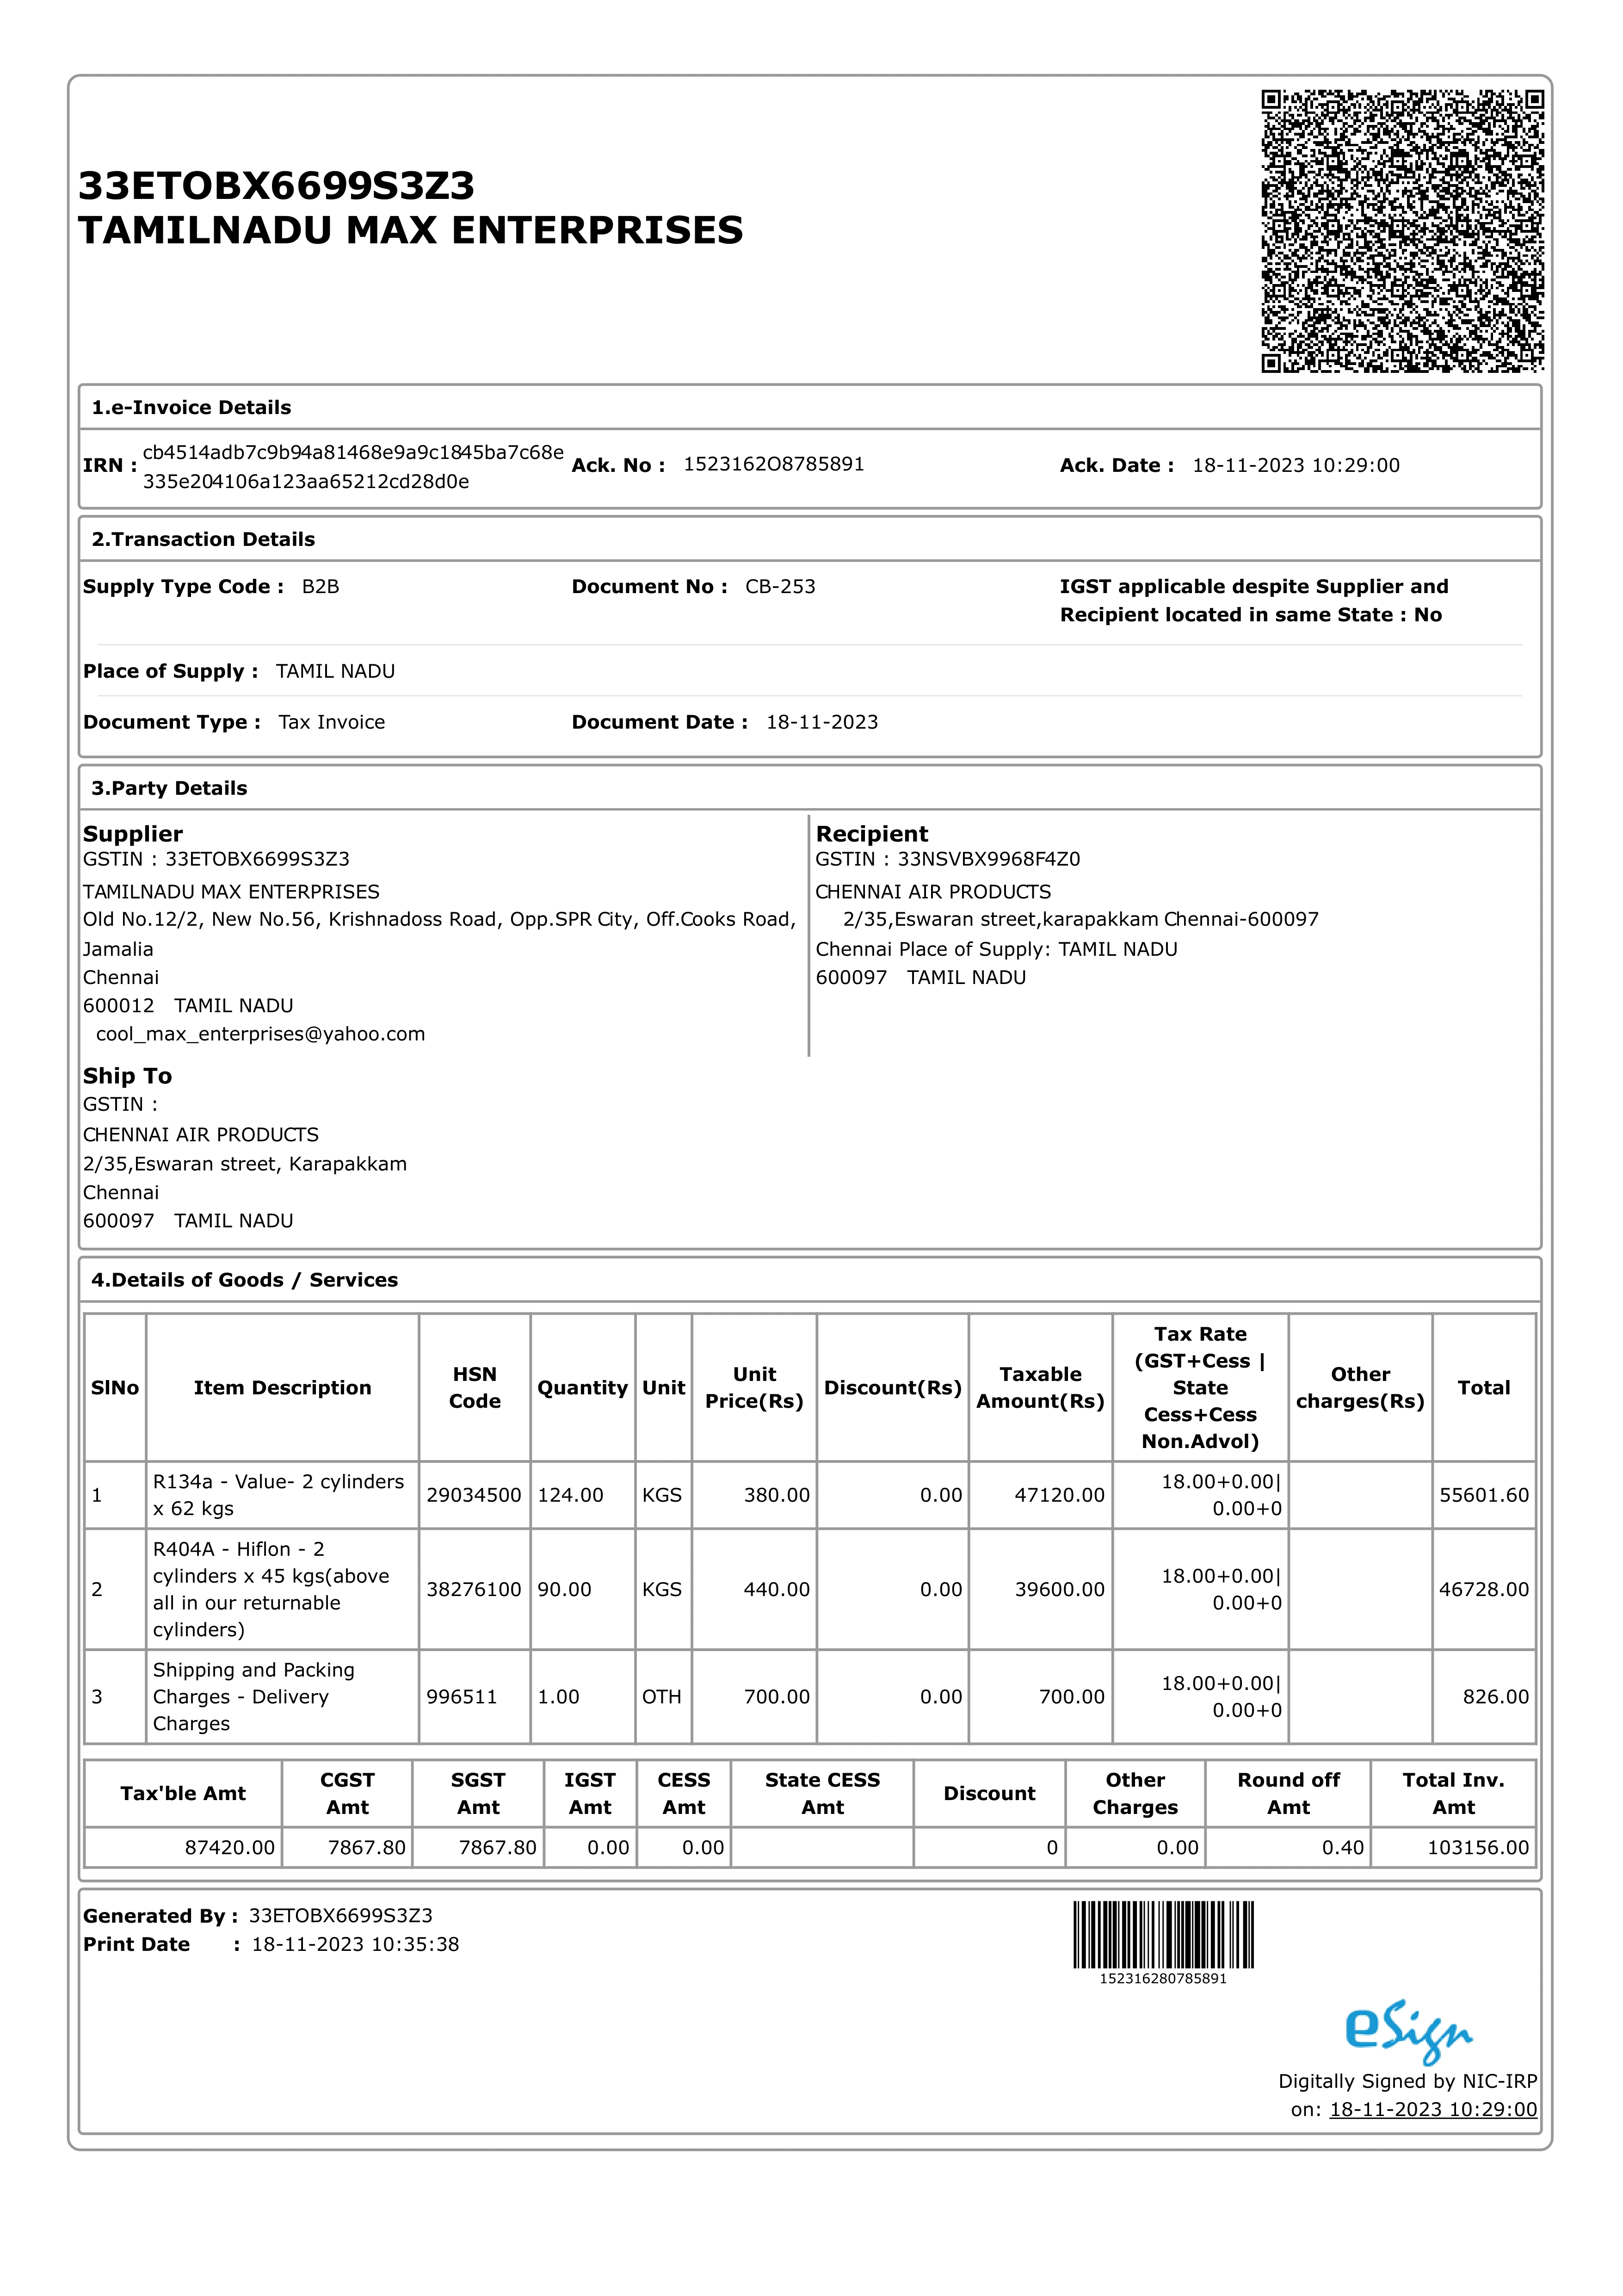 33ETOBX6699S3Z3
TAMILNADU MAX ENTERPRISES
1.e-Invoice Details
IRN : cb4514adb7c9b94a81468e9a9c1845ba7c68e
335e204106a123aa65212cd28d0e
Ack. No : 1523162O8785891
Ack. Date : 18-11-2023 10:29:00
2.Transaction Details
Supply Type Code : B2B
Document No : CB-253
IGST applicable despite Supplier and
Recipient located in same State : No
Place of Supply : TAMIL NADU
Document Type : Tax Invoice
Document Date : 18-11-2023
3.Party Details
Supplier
GSTIN : 33ETOBX6699S3Z3
TAMILNADU MAX ENTERPRISES
Old No.12/2, New No.56, Krishnadoss Road, Opp.SPR City, Off.Cooks Road,
Jamalia
Chennai
600012 TAMIL NADU
cool_max_enterprises@yahoo.com
Recipient
GSTIN : 33NSVBX9968F4Z0
CHENNAI AIR PRODUCTS
2/35,Eswaran street,karapakkam Chennai-600097
Chennai Place of Supply: TAMIL NADU
600097 TAMIL NADU
Ship To
GSTIN :
CHENNAI AIR PRODUCTS
2/35,Eswaran street, Karapakkam
Chennai
600097 TAMIL NADU
4.Details of Goods / Services
SlNo
Item Description
HSN
Code
Quantity
Unit
Unit
Price(Rs)
Discount(Rs)
Taxable
Amount(Rs)
Tax Rate
(GST+Cess |
State
Cess+Cess
Non.Advol)
Other
charges(Rs)
Total
1
R134a - Value- 2 cylinders
x 62 kgs
29034500
124.00
KGS
380.00
0.00
47120.00
18.00+0.00|
0.00+0
55601.60
2
R404A - Hiflon - 2
cylinders x 45 kgs(above
all in our returnable
cylinders)
38276100
90.00
KGS
440.00
0.00
39600.00
18.00+0.00|
0.00+0
46728.00
3
Shipping and Packing
Charges - Delivery
Charges
996511
1.00
OTH
700.00
0.00
700.00
18.00+0.00|
0.00+0
826.00
Tax'ble Amt
CGST
Amt
SGST
Amt
IGST
Amt
CESS
Amt
State CESS
Amt
Discount
Other
Charges
Round off
Amt
Total Inv.
Amt
87420.00
7867.80
7867.80
0.00
0.00
0
0.00
0.40
103156.00
Generated By : 33ETOBX6699S3Z3
Print Date : 18-11-2023 10:35:38
152316280785891
eSign
Digitally Signed by NIC-IRP
on: 18-11-2023 10:29:00